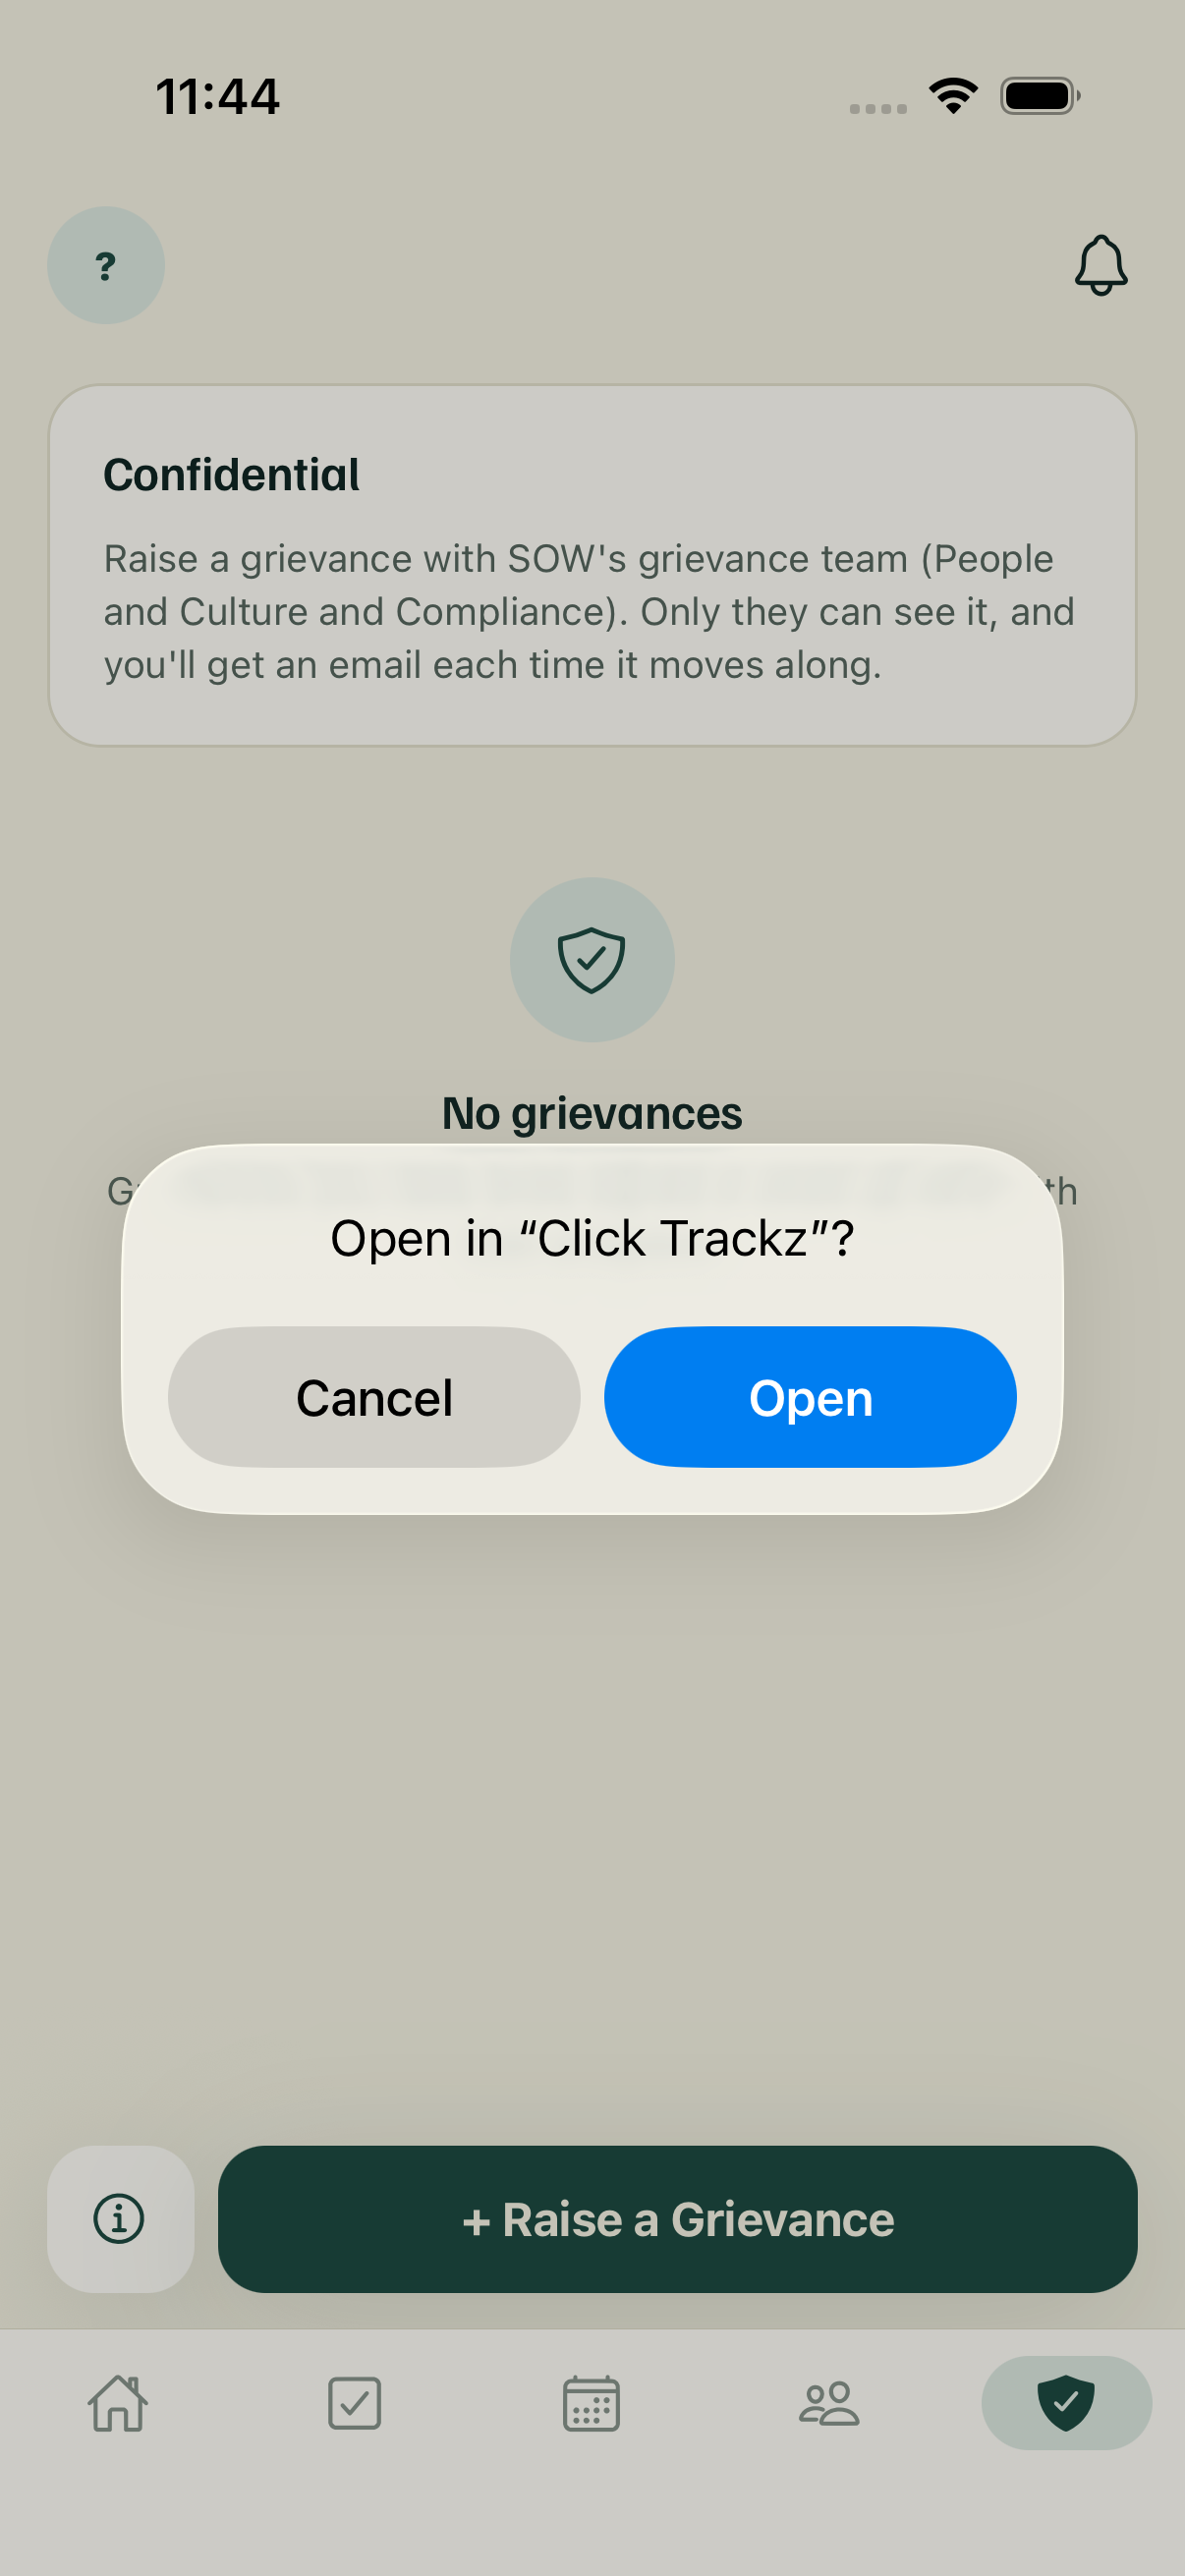 11:44
?
Confidential
Raise a grievance with SOW's grievance team (People
and Culture and Compliance). Only they can see it, and
you'll get an email each time it moves along.
No grievances
Open in “Click Trackz”?
Cancel
Open
+ Raise a Grievance